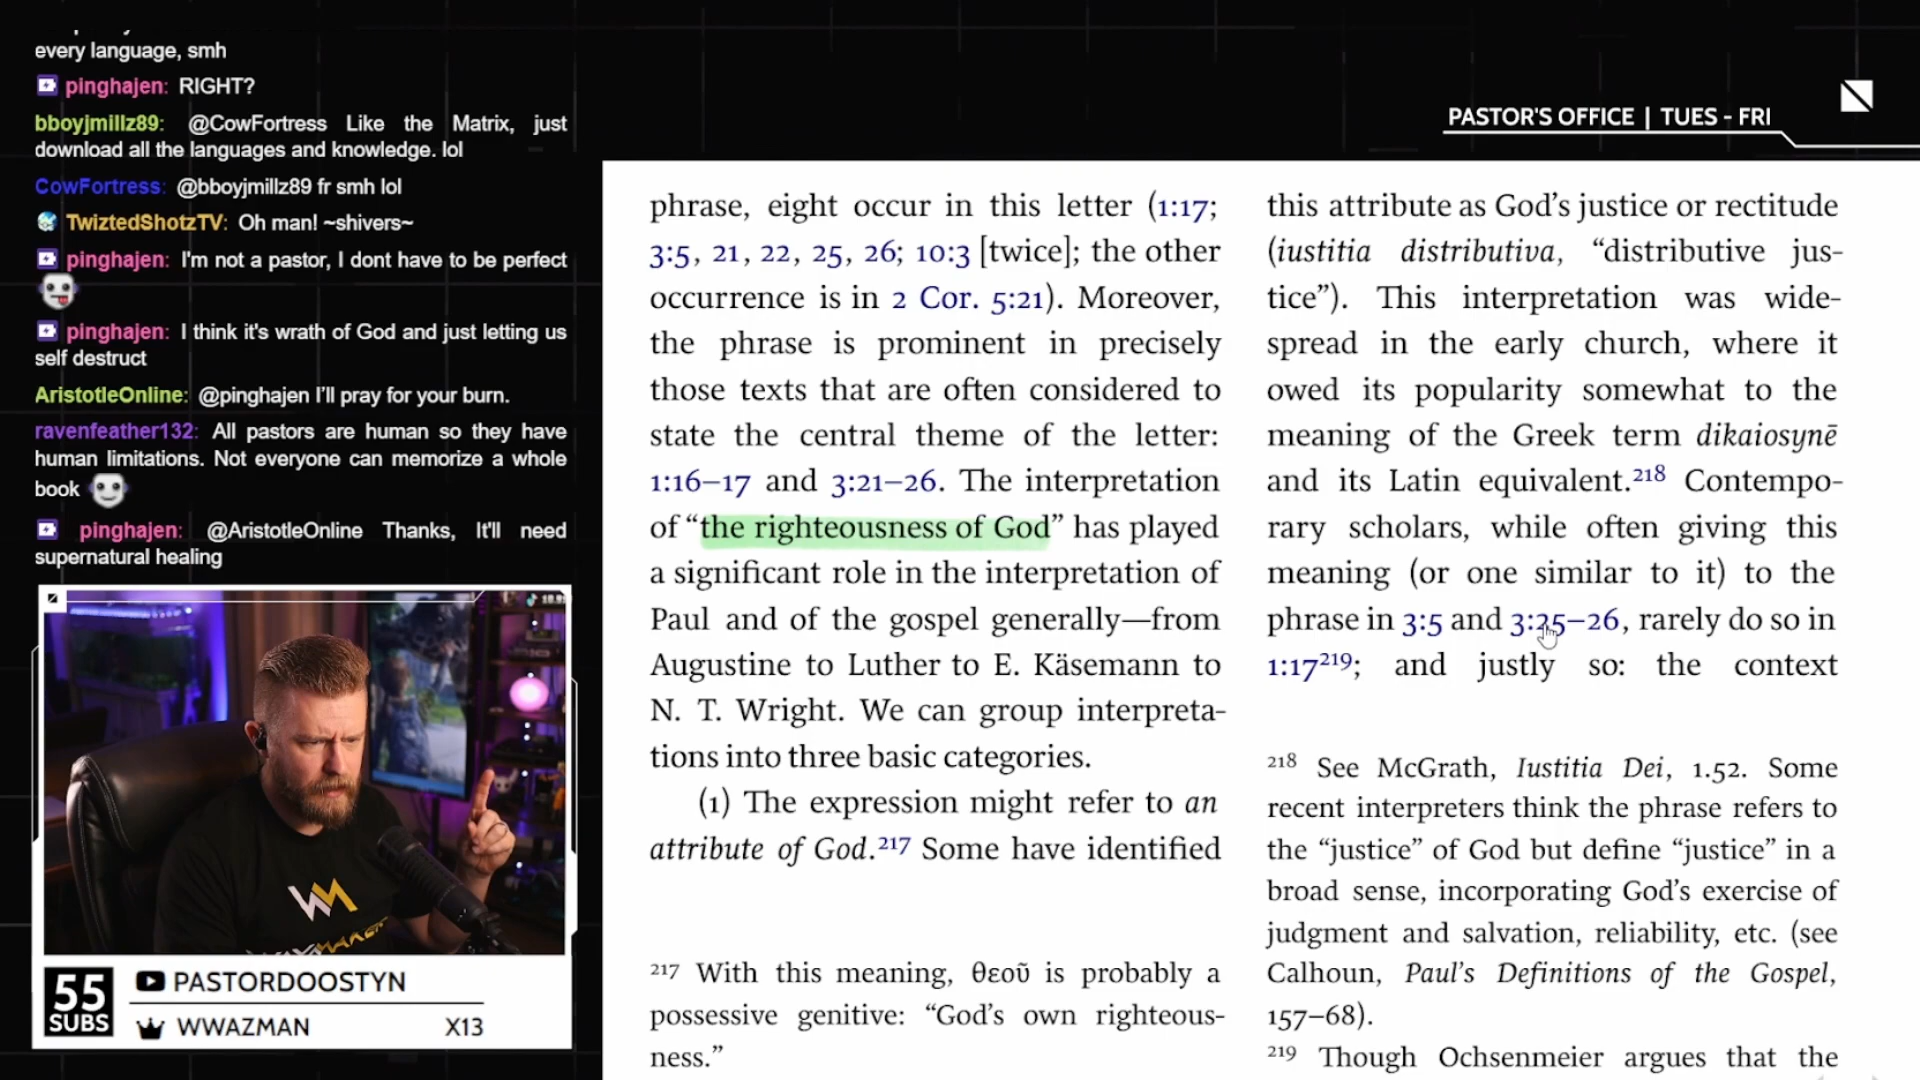 every language, smh
pinghajen: RIGHT?
bboyjmillz89: @CowFortress Like the Matrix, just
download all the languages and knowledge. lol
CowFortress: @bboyjmillz89 fr smh lol
TwiztedShotzTV: Oh man! ~shivers~
pinghajen: I'm not a pastor, I dont have to be perfect
pinghajen: I think it's wrath of God and just letting us
self destruct
AristotleOnline: @pinghajen I’ll pray for your burn.
ravenfeather132: All pastors are human so they have
human limitations. Not everyone can memorize a whole
book
pinghajen: @AristotleOnline Thanks, It'll need
supernatural healing
WM
55
SUBS
PASTORDOOSTYN
WWAZMAN X13
PASTOR'S OFFICE | TUES - FRI
phrase, eight occur in this letter (1:17;
3:5, 21, 22, 25, 26; 10:3 [twice]; the other
occurrence is in 2 Cor. 5:21). Moreover,
the phrase is prominent in precisely
those texts that are often considered to
state the central theme of the letter:
1:16–17 and 3:21–26. The interpretation
of “the righteousness of God” has played
a significant role in the interpretation of
Paul and of the gospel generally—from
Augustine to Luther to E. Käsemann to
N. T. Wright. We can group interpreta-
tions into three basic categories.
(1) The expression might refer to an
attribute of God.217 Some have identified
217 With this meaning, θεοῦ is probably a
possessive genitive: “God’s own righteous-
ness.”
this attribute as God’s justice or rectitude
(iustitia distributiva, “distributive jus-
tice”). This interpretation was wide-
spread in the early church, where it
owed its popularity somewhat to the
meaning of the Greek term dikaiosynē
and its Latin equivalent.218 Contempo-
rary scholars, while often giving this
meaning (or one similar to it) to the
phrase in 3:5 and 3:25–26, rarely do so in
1:17219; and justly so: the context
218 See McGrath, Iustitia Dei, 1.52. Some
recent interpreters think the phrase refers to
the “justice” of God but define “justice” in a
broad sense, incorporating God’s exercise of
judgment and salvation, reliability, etc. (see
Calhoun, Paul’s Definitions of the Gospel,
157–68).
219 Though Ochsenmeier argues that the